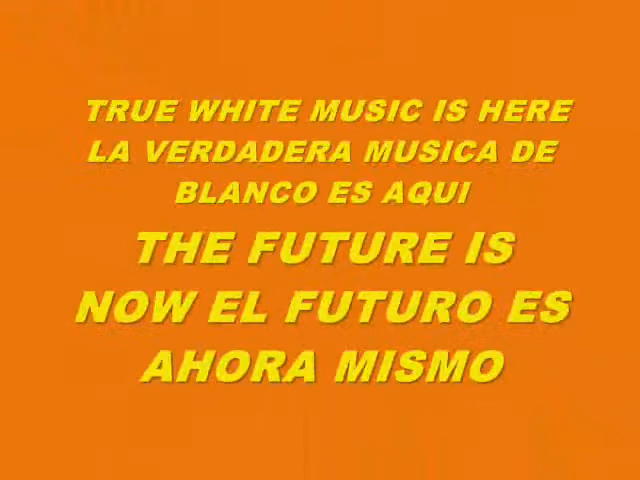 TRUE WHITE MUSIC IS HERE
LA VERDADERA MUSICA DE
BLANCO ES AQUI
THE FUTURE IS
NOW EL FUTURO ES
AHORA MISMO